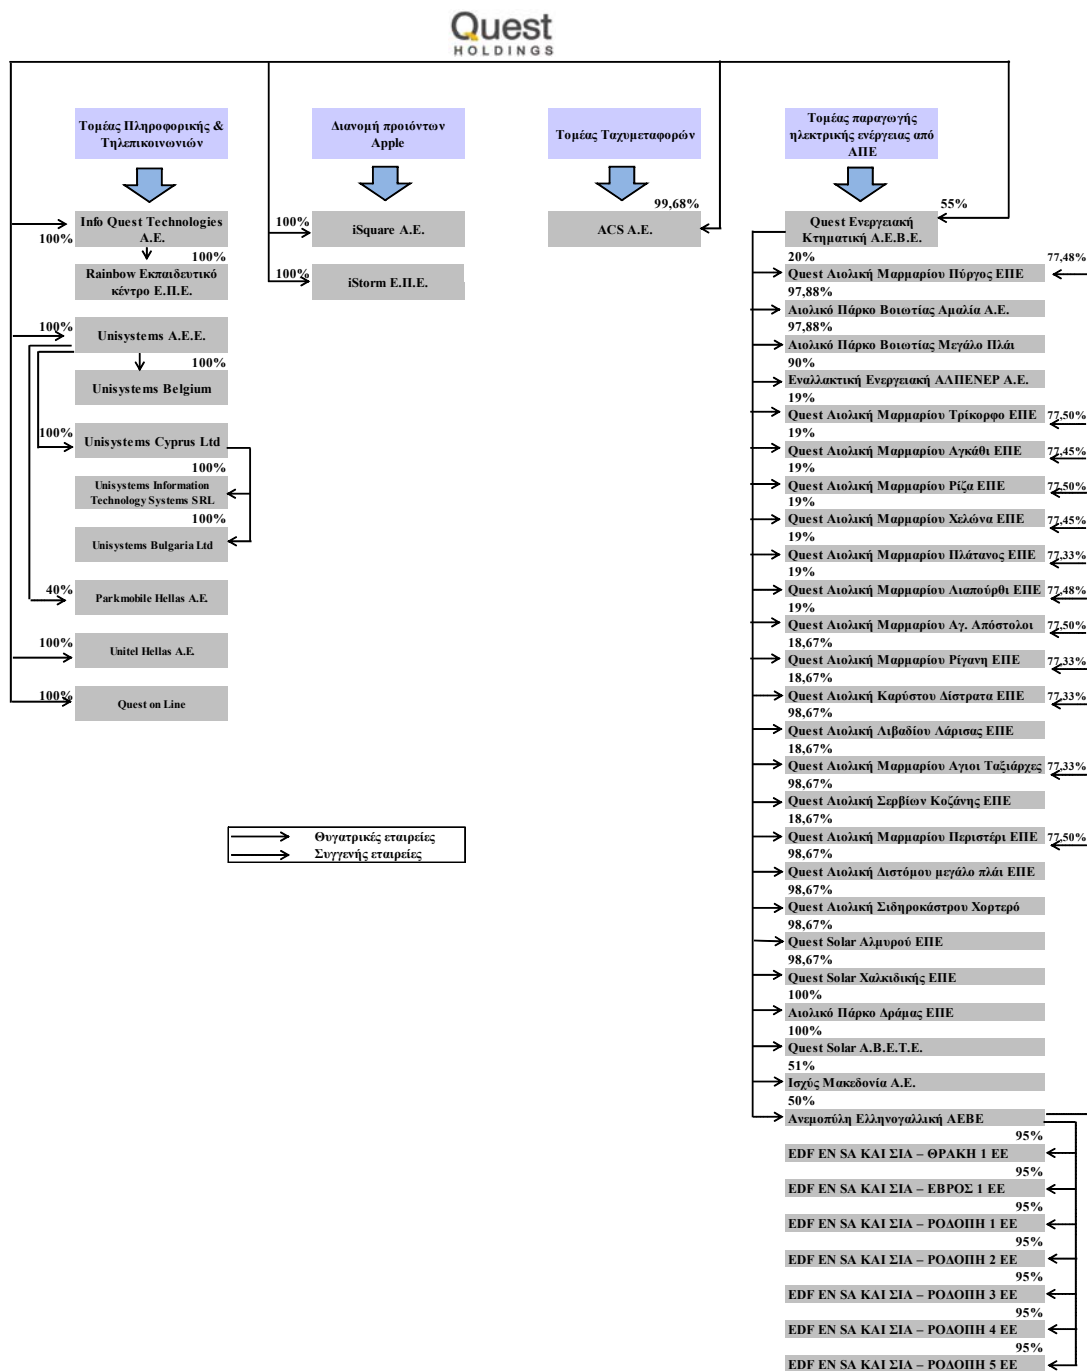 Quest
HOLDINGS
Τομέας Πληροφορικής &
Τηλεπικοινωνιών
100%
Info Quest Technologies
Α.Ε.
100%
Rainbow Εκπαιδευτικό
κέντρο Ε.Π.Ε.
100%
Unisystems Α.Ε.Ε.
100%
Unisystems Belgium
100%
Unisystems Cyprus Ltd
100%
Unisystems Information
Technology Systems SRL
100%
Unisystems Bulgaria Ltd
40%
Parkmobile Hellas Α.Ε.
100%
Unitel Hellas Α.Ε.
100%
Quest on Line
Διανομή προιόντων
Apple
100%
iSquare Α.Ε.
100%
iStorm Ε.Π.Ε.
Τομέας Ταχυμεταφορών
99,68%
ACS Α.Ε.
Τομέας παραγωγής
ηλεκτρικής ενέργειας από
ΑΠΕ
55%
Quest Ενεργειακή
Κτηματική Α.Ε.Β.Ε.
20%
Quest Αιολική Μαρμαρίου Πύργος ΕΠΕ
77,48%
97,88%
Αιολικό Πάρκο Βοιωτίας Αμαλία Α.Ε.
97,88%
Αιολικό Πάρκο Βοιωτίας Μεγάλο Πλάι
90%
Εναλλακτική Ενεργειακή ΑΛΠΕΝΕΡ Α.Ε.
19%
Quest Αιολική Μαρμαρίου Τρίκορφο ΕΠΕ
77,50%
19%
Quest Αιολική Μαρμαρίου Αγκάθι ΕΠΕ
77,45%
19%
Quest Αιολική Μαρμαρίου Ρίζα ΕΠΕ
77,50%
19%
Quest Αιολική Μαρμαρίου Χελώνα ΕΠΕ
77,45%
19%
Quest Αιολική Μαρμαρίου Πλάτανος ΕΠΕ
77,33%
19%
Quest Αιολική Μαρμαρίου Λιαπούρθι ΕΠΕ
77,48%
19%
Quest Αιολική Μαρμαρίου Αγ. Απόστολοι
77,50%
18,67%
Quest Αιολική Μαρμαρίου Ρίγανη ΕΠΕ
77,33%
18,67%
Quest Αιολική Καρύστου Δίστρατα ΕΠΕ
77,33%
98,67%
Quest Αιολική Λιβαδίου Λάρισας ΕΠΕ
18,67%
Quest Αιολική Μαρμαρίου Αγιοι Ταξιάρχες
77,33%
98,67%
Quest Αιολική Σερβίων Κοζάνης ΕΠΕ
18,67%
Quest Αιολική Μαρμαρίου Περιστέρι ΕΠΕ
77,50%
98,67%
Quest Αιολική Διστόμου μεγάλο πλάι ΕΠΕ
98,67%
Quest Αιολική Σιδηροκάστρου Χορτερό
98,67%
Quest Solar Αλμυρού ΕΠΕ
98,67%
Quest Solar Χαλκιδικής ΕΠΕ
100%
Αιολικό Πάρκο Δράμας ΕΠΕ
100%
Quest Solar Α.Β.Ε.Τ.Ε.
51%
Ισχύς Μακεδονία Α.Ε.
50%
Ανεμοπύλη Ελληνογαλλική ΑΕΒΕ
95%
EDF EN SA ΚΑΙ ΣΙΑ – ΘΡΑΚΗ 1 ΕΕ
95%
EDF EN SA ΚΑΙ ΣΙΑ – ΕΒΡΟΣ 1 ΕΕ
95%
EDF EN SA ΚΑΙ ΣΙΑ – ΡΟΔΟΠΗ 1 ΕΕ
95%
EDF EN SA ΚΑΙ ΣΙΑ – ΡΟΔΟΠΗ 2 ΕΕ
95%
EDF EN SA ΚΑΙ ΣΙΑ – ΡΟΔΟΠΗ 3 ΕΕ
95%
EDF EN SA ΚΑΙ ΣΙΑ – ΡΟΔΟΠΗ 4 ΕΕ
95%
EDF EN SA ΚΑΙ ΣΙΑ – ΡΟΔΟΠΗ 5 ΕΕ
Θυγατρικές εταιρείες
Συγγενής εταιρείες